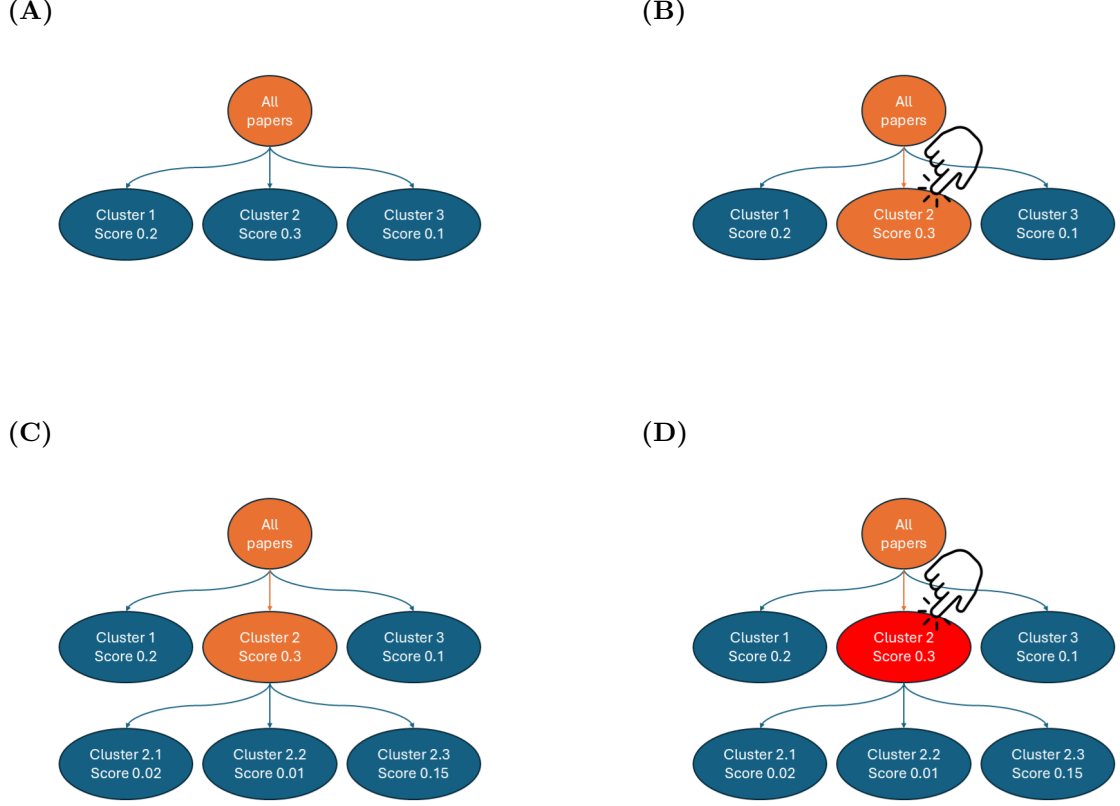 (A)
All
papers
Cluster 1
Score 0.2
Cluster 2
Score 0.3
Cluster 3
Score 0.1
(B)
All
papers
Cluster 1
Score 0.2
Cluster 2
Score 0.3
Cluster 3
Score 0.1
(C)
All
papers
Cluster 1
Score 0.2
Cluster 2
Score 0.3
Cluster 3
Score 0.1
Cluster 2.1
Score 0.02
Cluster 2.2
Score 0.01
Cluster 2.3
Score 0.15
(D)
All
papers
Cluster 1
Score 0.2
Cluster 2
Score 0.3
Cluster 3
Score 0.1
Cluster 2.1
Score 0.02
Cluster 2.2
Score 0.01
Cluster 2.3
Score 0.15